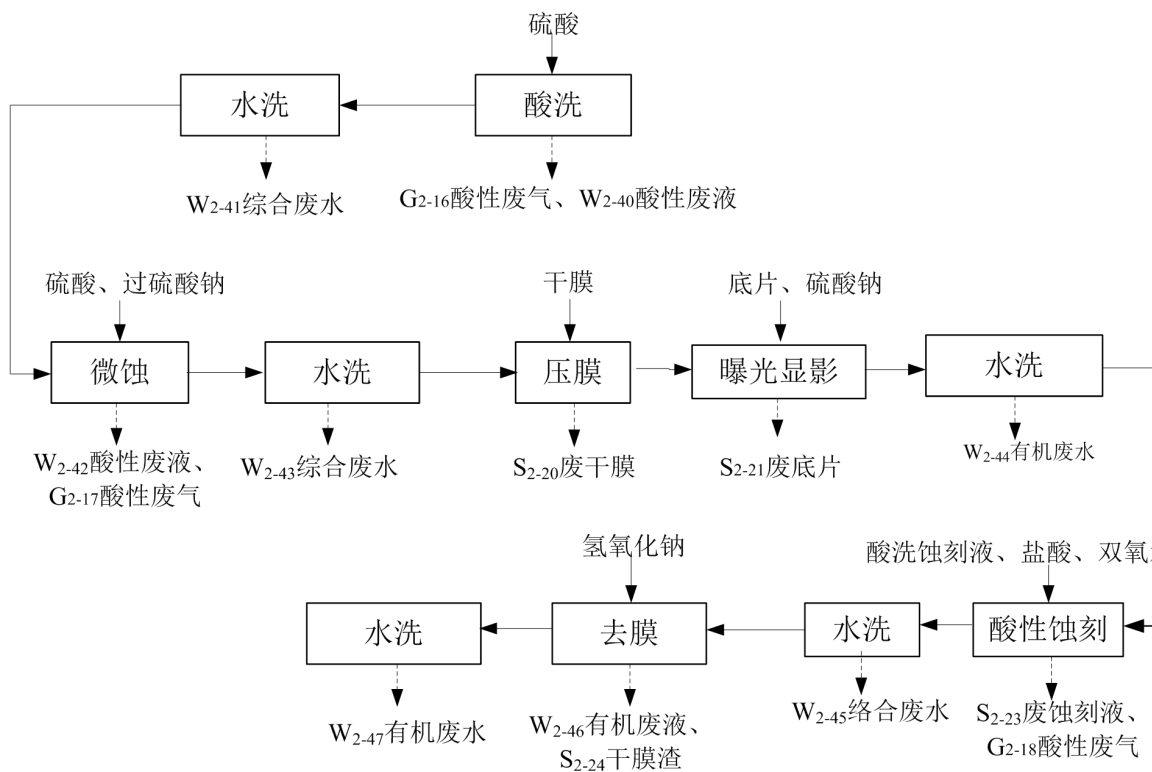 硫酸
水洗
酸洗
W2-41综合废水
G2-16酸性废气、W2-40酸性废液
硫酸、过硫酸钠
干膜
底片、硫酸钠
微蚀
水洗
压膜
曝光显影
水洗
W2-42酸性废液、
G2-17酸性废气
W2-43综合废水
S2-20废干膜
S2-21废底片
W2-44有机废水
氢氧化钠
酸洗蚀刻液、盐酸、双氧
水洗
去膜
水洗
酸性蚀刻
W2-47有机废水
W2-46有机废液、
S2-24干膜渣
W2-45络合废水
S2-23废蚀刻液、
G2-18酸性废气